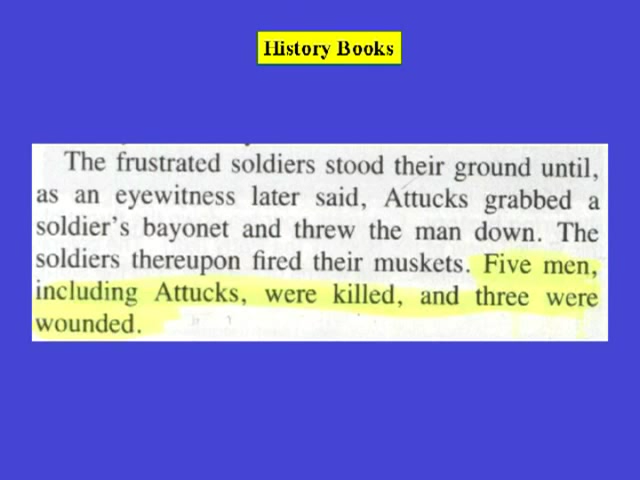 History Books
The frustrated soldiers stood their ground until,
as an eyewitness later said, Attucks grabbed a
soldier's bayonet and threw the man down. The
soldiers thereupon fired their muskets. Five men,
including Attucks, were killed, and three were
wounded.